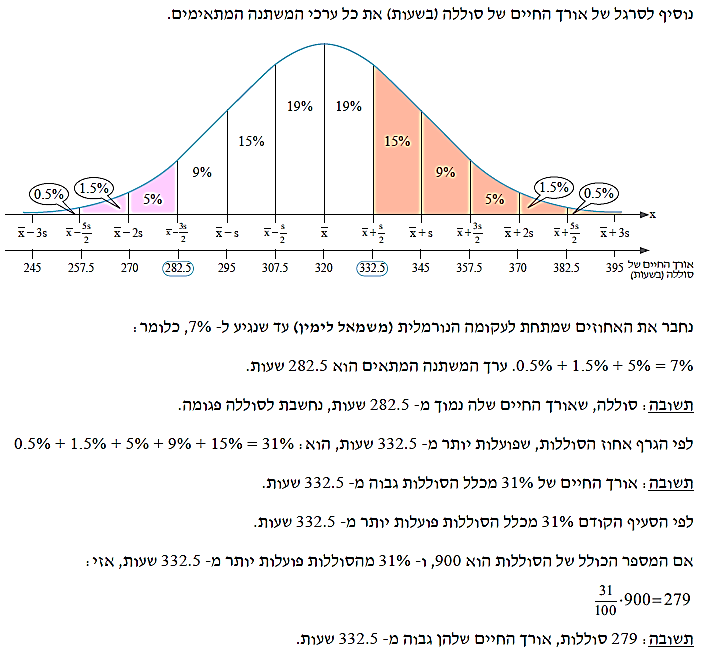 נוסיף לסרגל של אורך החיים של סוללה (בשעות) את כל ערכי המשתנה המתאימים.
19% 19%
15% 15%
9% 9%
0.5% 1.5% 5% 5% 1.5% 0.5%
x
x̅−3s x̅−5s/2 x̅−2s x̅−3s/2 x̅−s x̅−s/2 x̅ x̅+s/2 x̅+s x̅+3s/2 x̅+2s x̅+5s/2 x̅+3s
245 257.5 270 282.5 295 307.5 320 332.5 345 357.5 370 382.5 395
אורך החיים של
סוללה (בשעות)
נחבר את האחוזים שמתחת לעקומה הנורמלית (משמאל לימין) עד שנגיע ל- 7%, כלומר:
0.5% + 1.5% + 5% = 7%. ערך המשתנה המתאים הוא 282.5 שעות.
תשובה: סוללה, שאורך החיים שלה נמוך מ- 282.5 שעות, נחשבת לסוללה פגומה.
לפי הגרף אחוז הסוללות, שפועלות יותר מ- 332.5 שעות, הוא: 0.5% + 1.5% + 5% + 9% + 15% = 31%
תשובה: אורך החיים של 31% מכלל הסוללות גבוה מ- 332.5 שעות.
לפי הסעיף הקודם 31% מכלל הסוללות פועלות יותר מ- 332.5 שעות.
אם המספר הכולל של הסוללות הוא 900, ו- 31% מהסוללות פועלות יותר מ- 332.5 שעות, אזי:
31/100·900=279
תשובה: 279 סוללות, אורך החיים שלהן גבוה מ- 332.5 שעות.